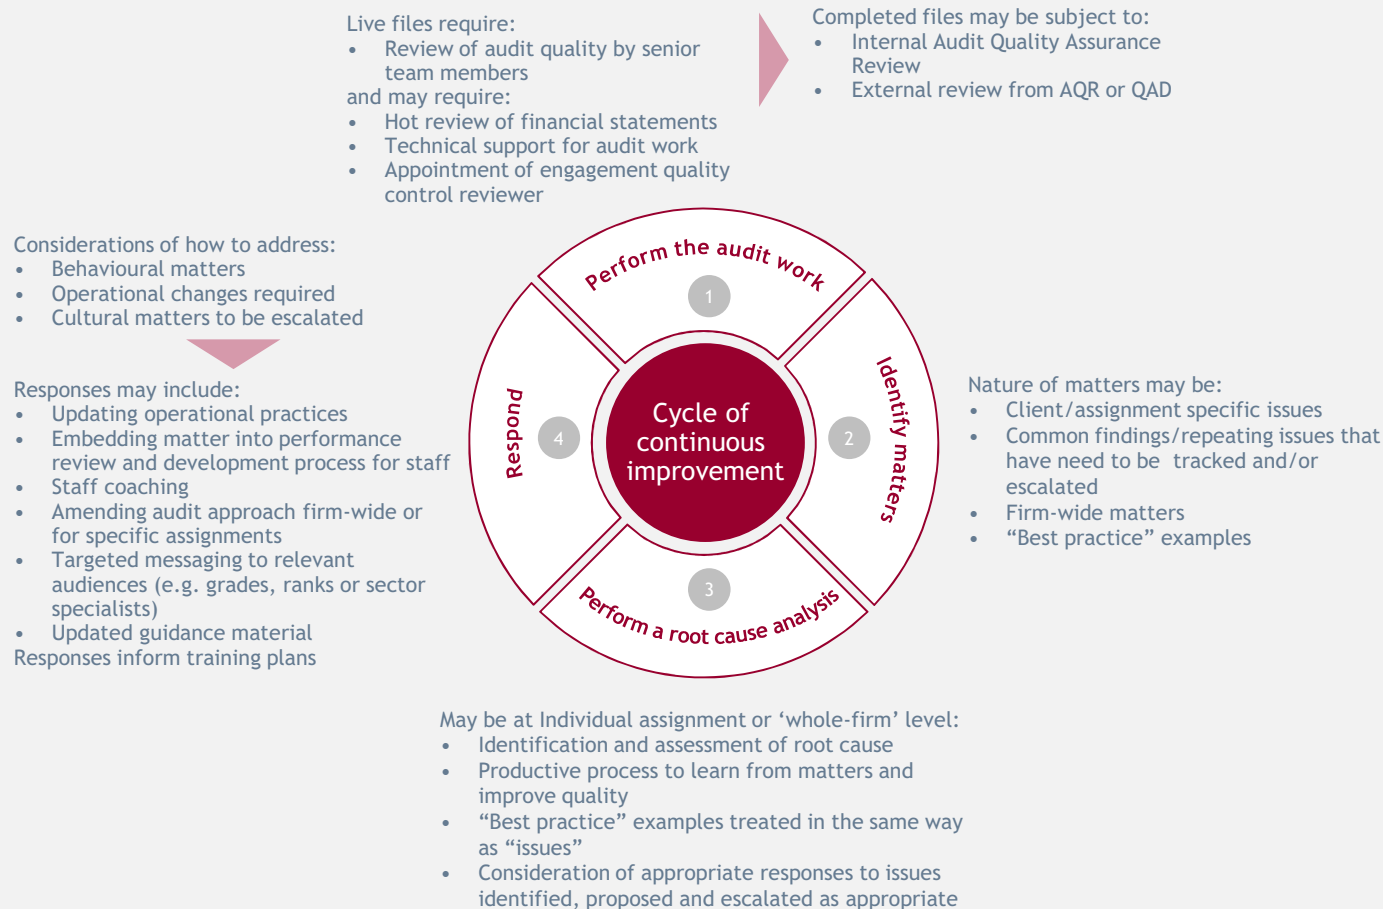 Live files require:
• Review of audit quality by senior
team members
and may require:
• Hot review of financial statements
• Technical support for audit work
• Appointment of engagement quality
control reviewer
Completed files may be subject to:
• Internal Audit Quality Assurance
Review
• External review from AQR or QAD
Considerations of how to address:
• Behavioural matters
• Operational changes required
• Cultural matters to be escalated
Responses may include:
• Updating operational practices
• Embedding matter into performance
review and development process for staff
• Staff coaching
• Amending audit approach firm-wide or
for specific assignments
• Targeted messaging to relevant
audiences (e.g. grades, ranks or sector
specialists)
• Updated guidance material
Responses inform training plans
Perform the audit work
1
Identify matters
2
Perform a root cause analysis
3
Respond
4
Cycle of
continuous
improvement
Nature of matters may be:
• Client/assignment specific issues
• Common findings/repeating issues that
have need to be tracked and/or
escalated
• Firm-wide matters
• “Best practice” examples
May be at Individual assignment or ‘whole-firm’ level:
• Identification and assessment of root cause
• Productive process to learn from matters and
improve quality
• “Best practice” examples treated in the same way
as “issues”
• Consideration of appropriate responses to issues
identified, proposed and escalated as appropriate